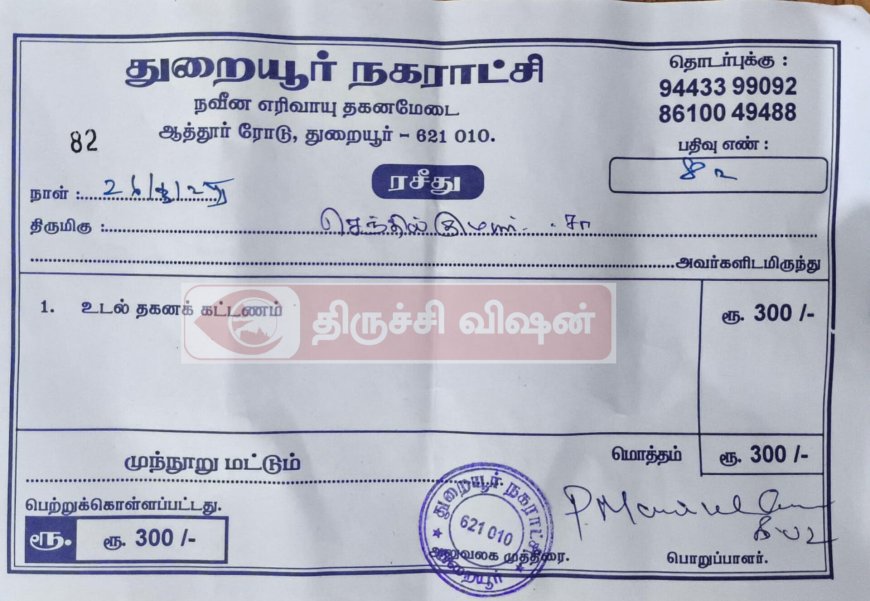 துறையூர் நகராட்சி
நவீன எரிவாயு தகனமேடை
ஆத்தூர் ரோடு, துறையூர் - 621 010.
தொடர்புக்கு :
94433 99092
86100 49488
82
பதிவு எண் :
82
ரசீது
நாள் :
திருமிகு : செந்தில்குமார் . சா
அவர்களிடமிருந்து
1. உடல் தகனக் கட்டணம் ரூ. 300 /-
திருச்சி விஷன்
முந்நூறு மட்டும் மொத்தம் ரூ. 300 /-
பெற்றுக்கொள்ளப்பட்டது.
ரூ. ரூ. 300 /-
துறையூர் நகராட்சி
621 010
துறையூர்
அலுவலக முத்திரை.
பொறுப்பாளர்.